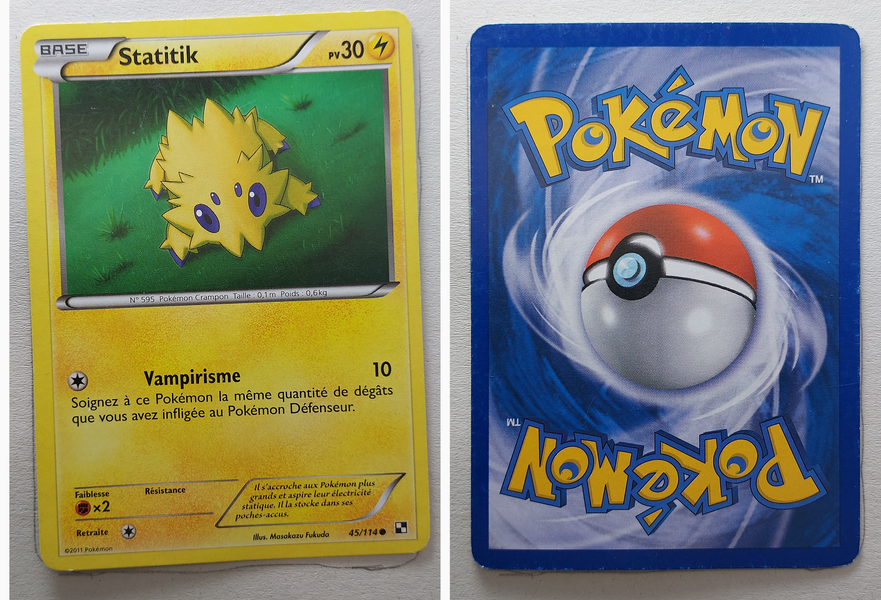 BASE Statitik PV30
N° 595 Pokémon Crampon Taille : 0,1m Poids : 0,6kg
Vampirisme 10
Soignez à ce Pokémon la même quantité de dégâts
que vous avez infligée au Pokémon Défenseur.
Faiblesse Résistance
×2
Retraite
Il s'accroche aux Pokémon plus
grands et aspire leur électricité
statique. Il la stocke dans ses
poches-accus.
Illus. Masakazu Fukuda 45/114
©2011 Pokémon
POKéMON
TM
POKéMON
TM